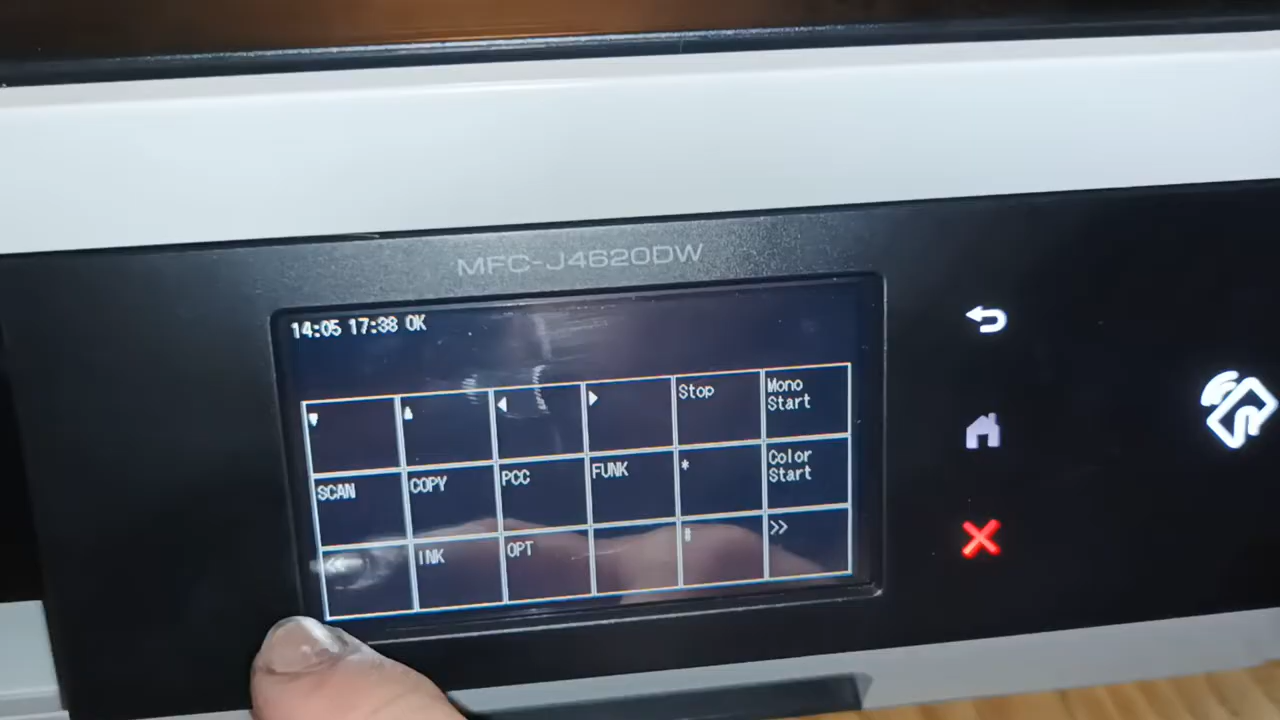 MFC-J4620DW
14:05 17:38 OK
Stop
Mono
Start
SCAN
COPY
PCC
FUNK
*
Color
Start
<<
INK
OPT
#
>>